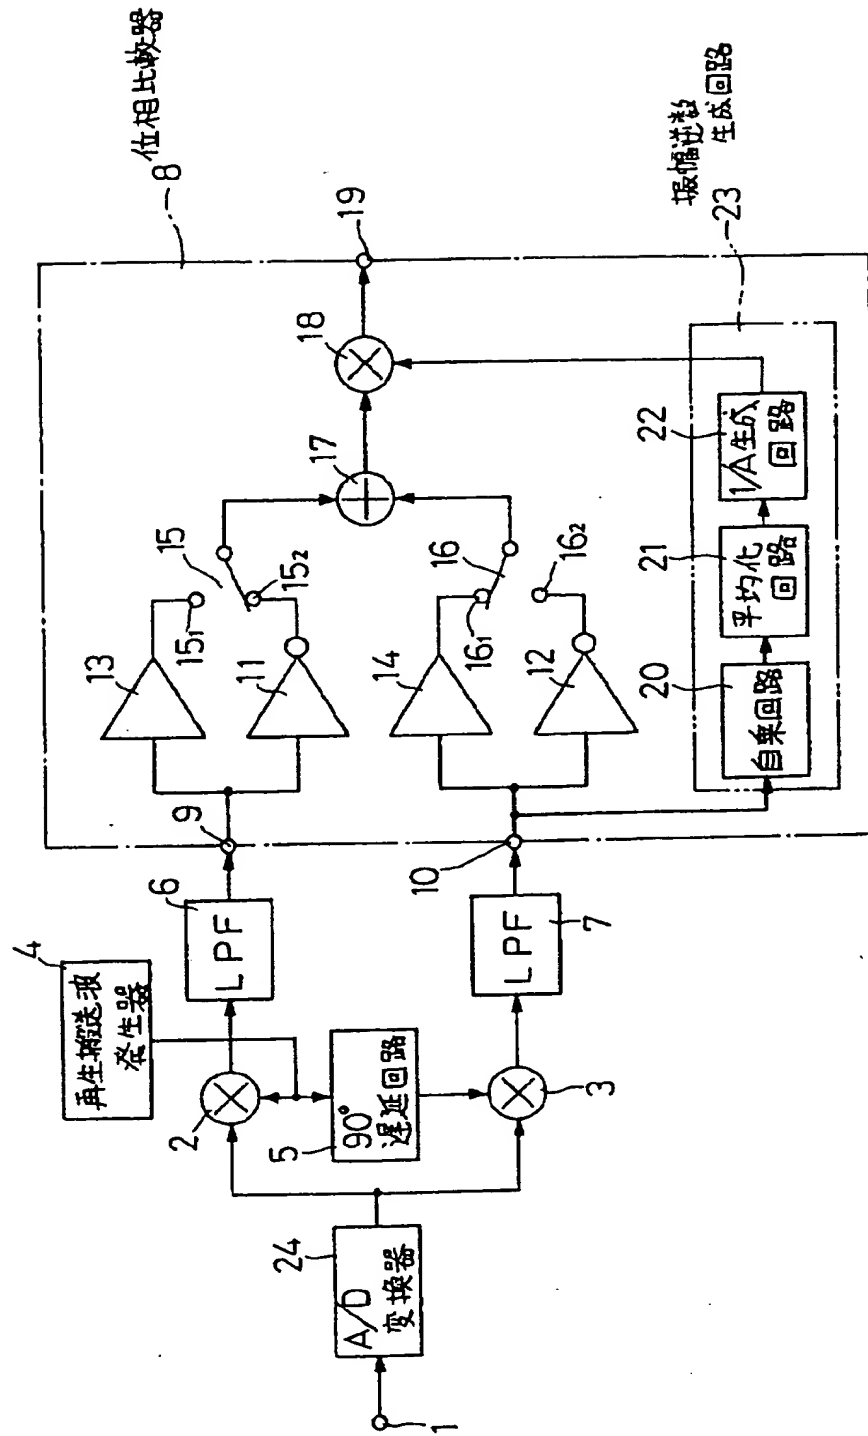 8
位相比較器
振幅逆数
生成回路
23
19
18
17
15
15₁
15₂
13
11
16
16₁
16₂
14
12
22
1/A生成
回路
21
平均化
回路
20
自乗回路
9
10
6
LPF
7
LPF
4
再生搬送波
発生器
2
5
90°
遅延回路
3
24
A/D
変換器
1